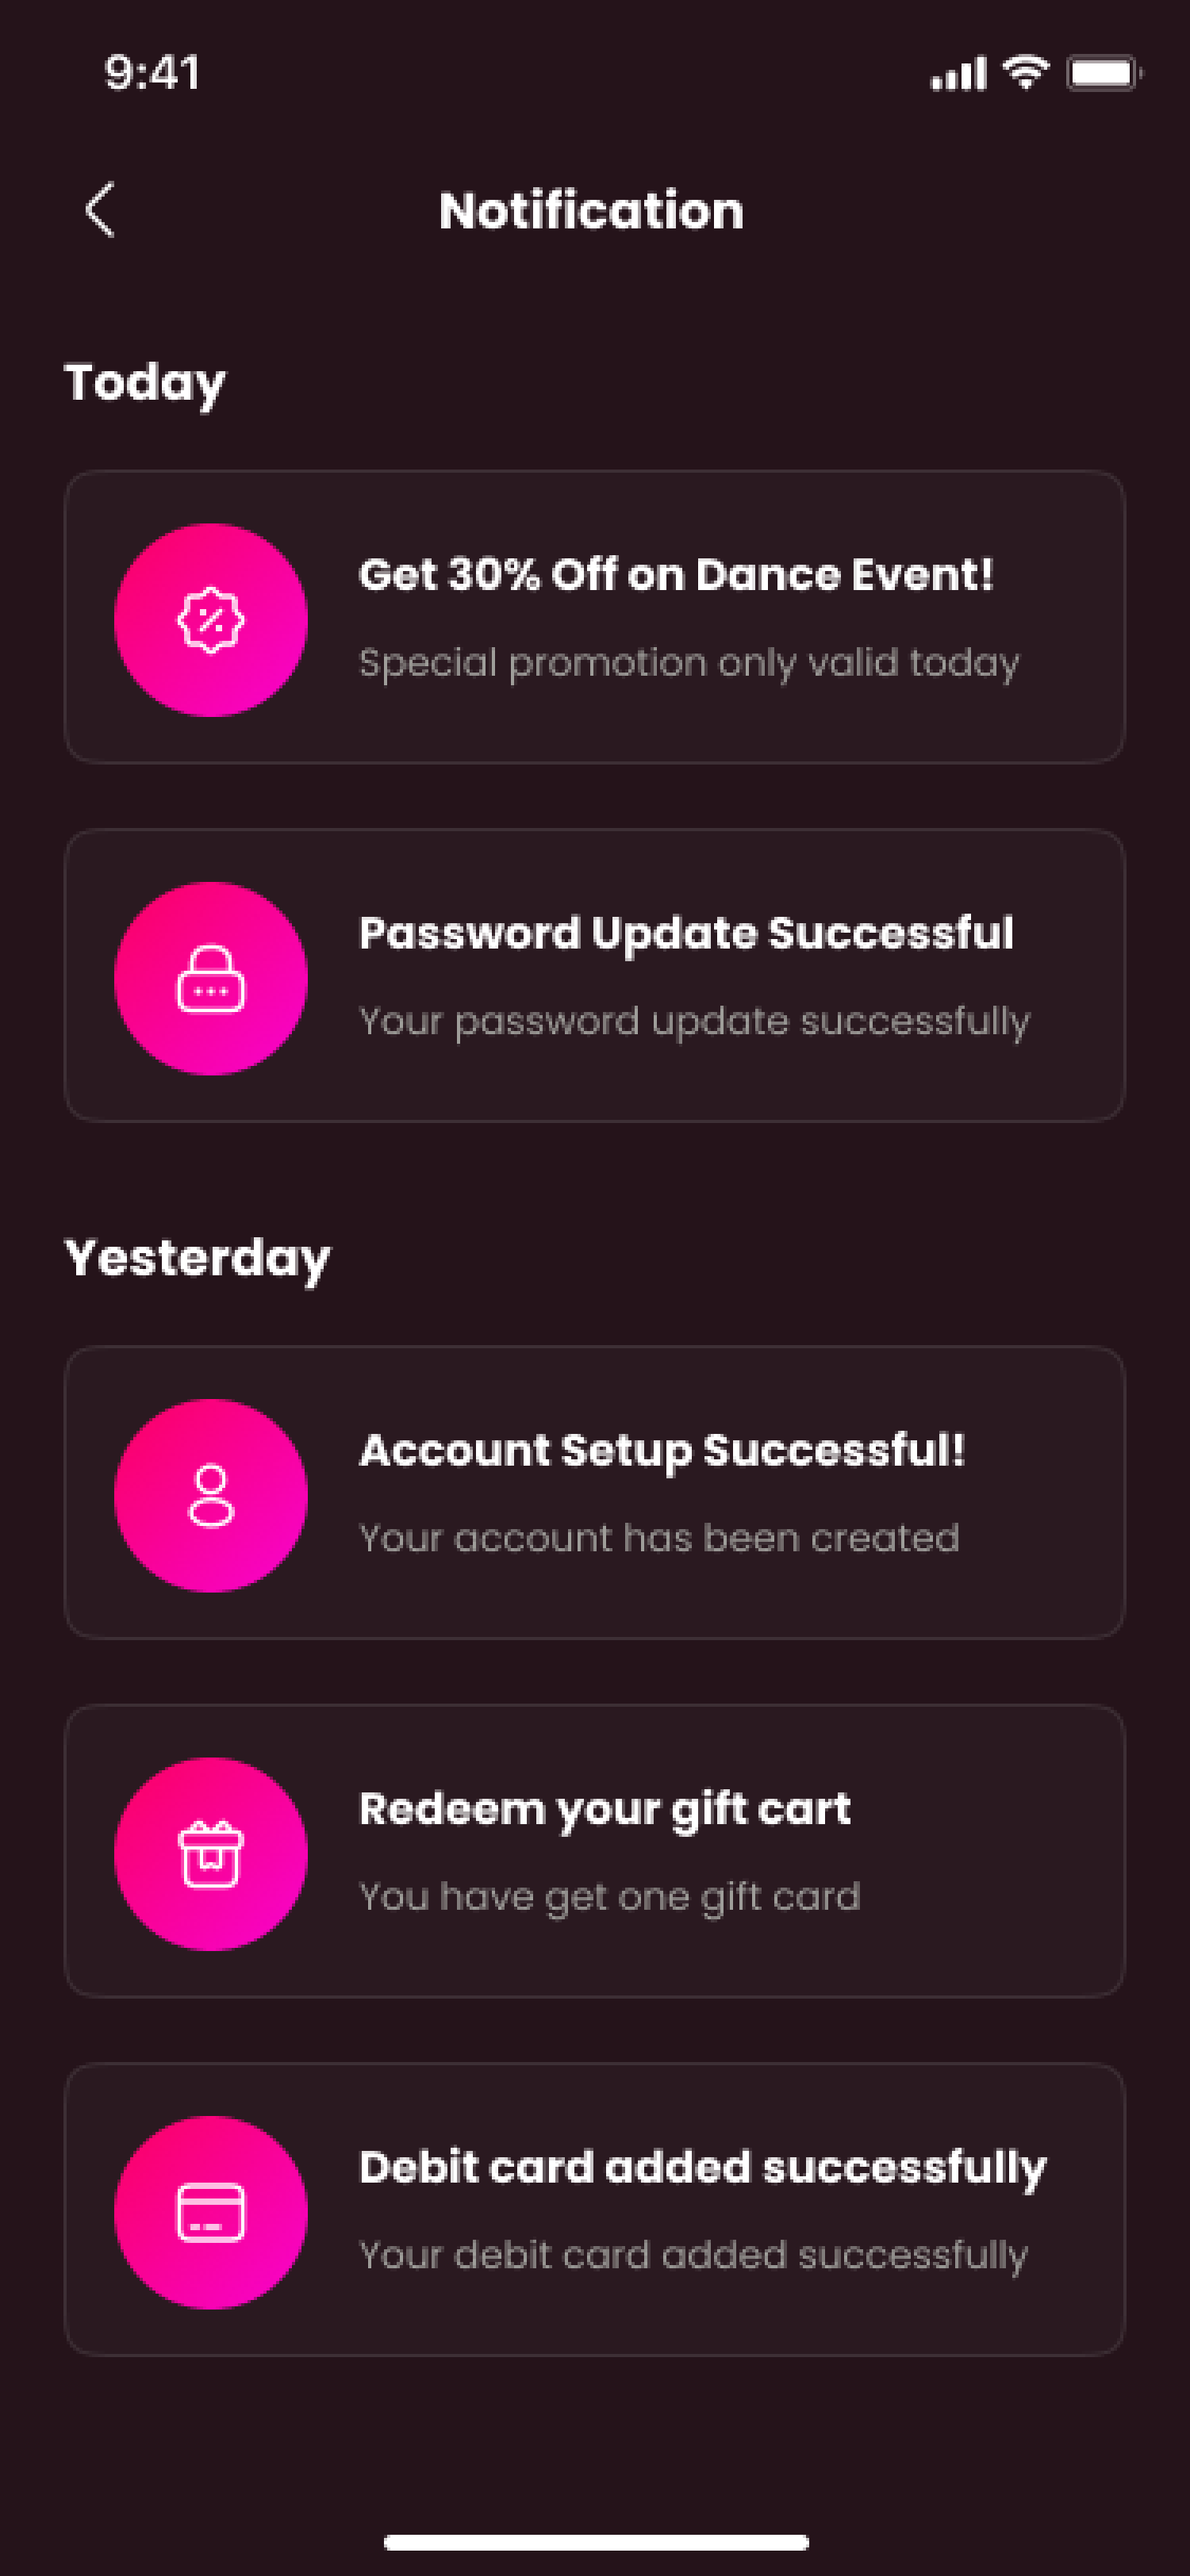 9:41
Notification
Today
Get 30% Off on Dance Event!
Special promotion only valid today
Password Update Successful
Your password update successfully
Yesterday
Account Setup Successful!
Your account has been created
Redeem your gift cart
You have get one gift card
Debit card added successfully
Your debit card added successfully